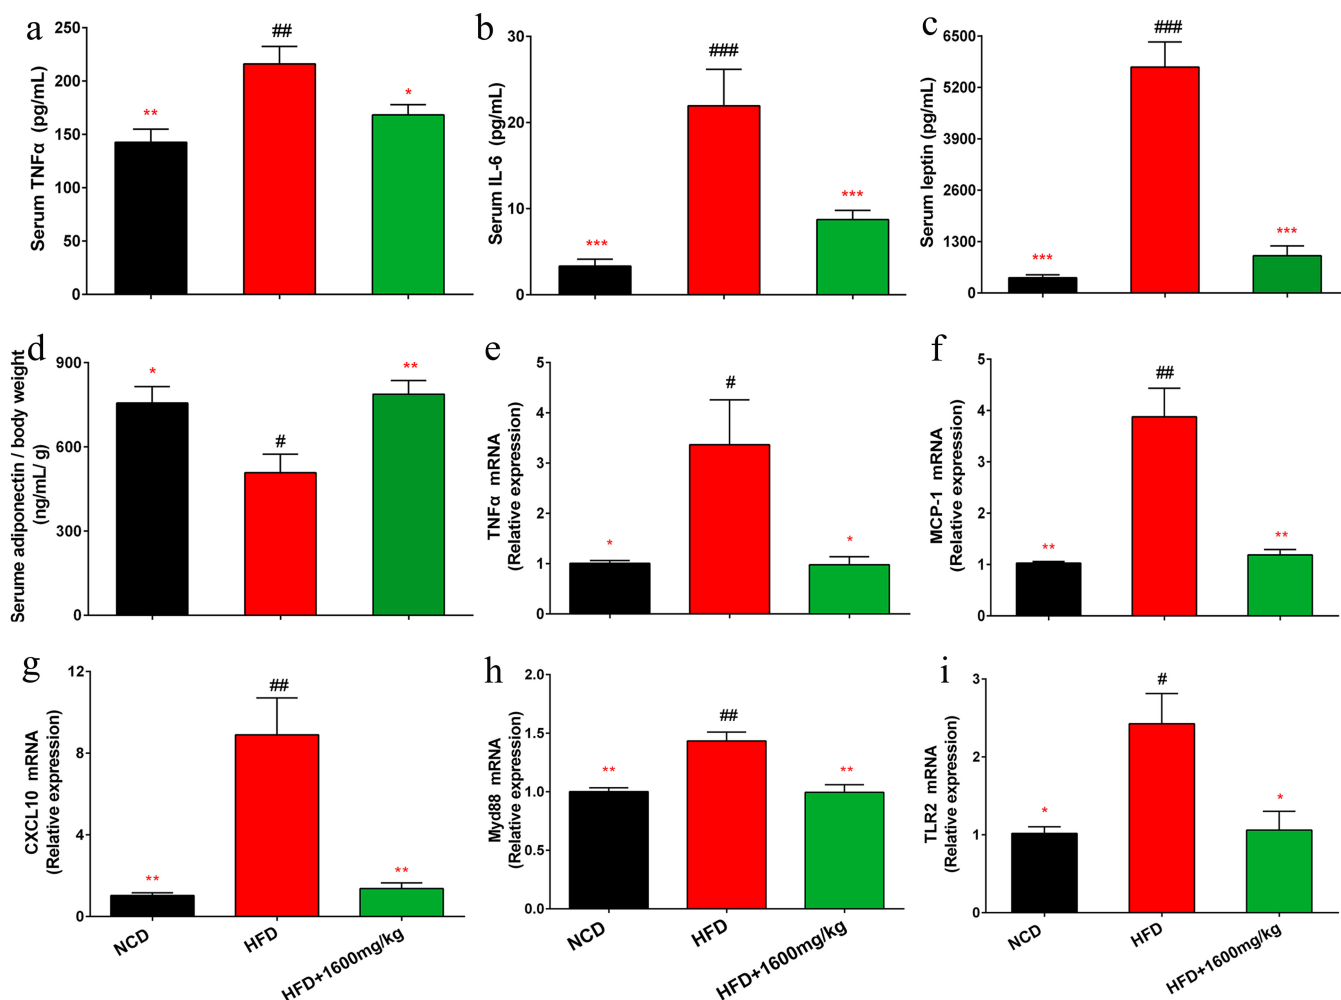 a
Serum TNFα (pg/mL)
250
200
150
100
50
0
**
##
*
b
Serum IL-6 (pg/mL)
30
20
10
0
***
###
***
c
Serum leptin (pg/mL)
6500
5200
3900
2600
1300
0
***
###
***
d
Serume adiponectin / body weight
(ng/mL/ g)
900
600
300
0
*
#
**
e
TNFα mRNA
(Relative expression)
5
4
3
2
1
0
*
#
*
f
MCP-1 mRNA
(Relative expression)
5
4
3
2
1
0
**
##
**
g
CXCL10 mRNA
(Relative expression)
12
8
4
0
**
##
**
NCD
HFD
HFD+1600mg/kg
h
Myd88 mRNA
(Relative expression)
2.0
1.5
1.0
0.5
0.0
**
##
**
NCD
HFD
HFD+1600mg/kg
i
TLR2 mRNA
(Relative expression)
3
2
1
0
*
#
*
NCD
HFD
HFD+1600mg/kg